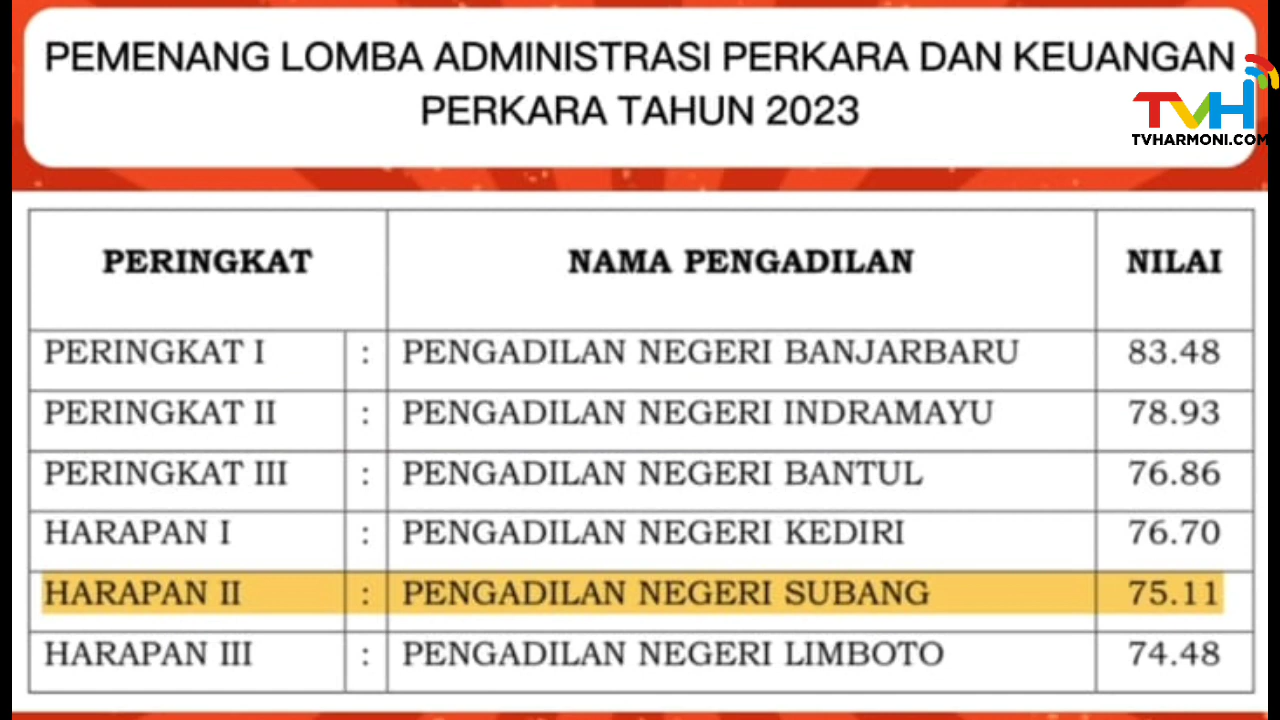 PEMENANG LOMBA ADMINISTRASI PERKARA DAN KEUANGAN
PERKARA TAHUN 2023
TVH
TVHARMONI.COM
PERINGKAT NAMA PENGADILAN NILAI
PERINGKAT I : PENGADILAN NEGERI BANJARBARU 83.48
PERINGKAT II : PENGADILAN NEGERI INDRAMAYU 78.93
PERINGKAT III : PENGADILAN NEGERI BANTUL 76.86
HARAPAN I : PENGADILAN NEGERI KEDIRI 76.70
HARAPAN II : PENGADILAN NEGERI SUBANG 75.11
HARAPAN III : PENGADILAN NEGERI LIMBOTO 74.48